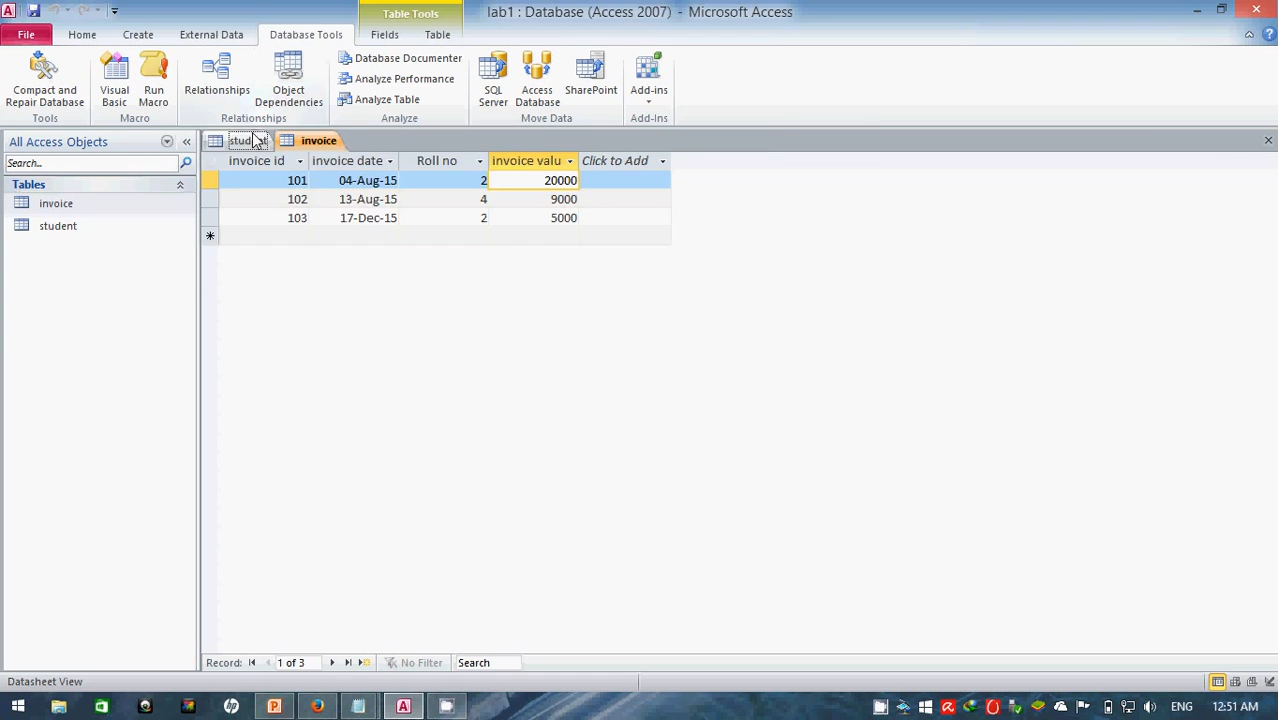 Table Tools
lab1 : Database (Access 2007) - Microsoft Access
File Home Create External Data Database Tools Fields Table
Compact and Repair Database
Visual Basic
Run Macro
Relationships
Object Dependencies
Database Documenter
Analyze Performance
Analyze Table
SQL Server
Access Database
SharePoint
Add-ins
Tools Macro Relationships Analyze Move Data Add-Ins
All Access Objects
Search...
Tables
invoice
student
student invoice
invoice id invoice date Roll no invoice valu Click to Add
101 04-Aug-15 2 20000
102 13-Aug-15 4 9000
103 17-Dec-15 2 5000
Record: 1 of 3 No Filter Search
Datasheet View
ENG 12:51 AM